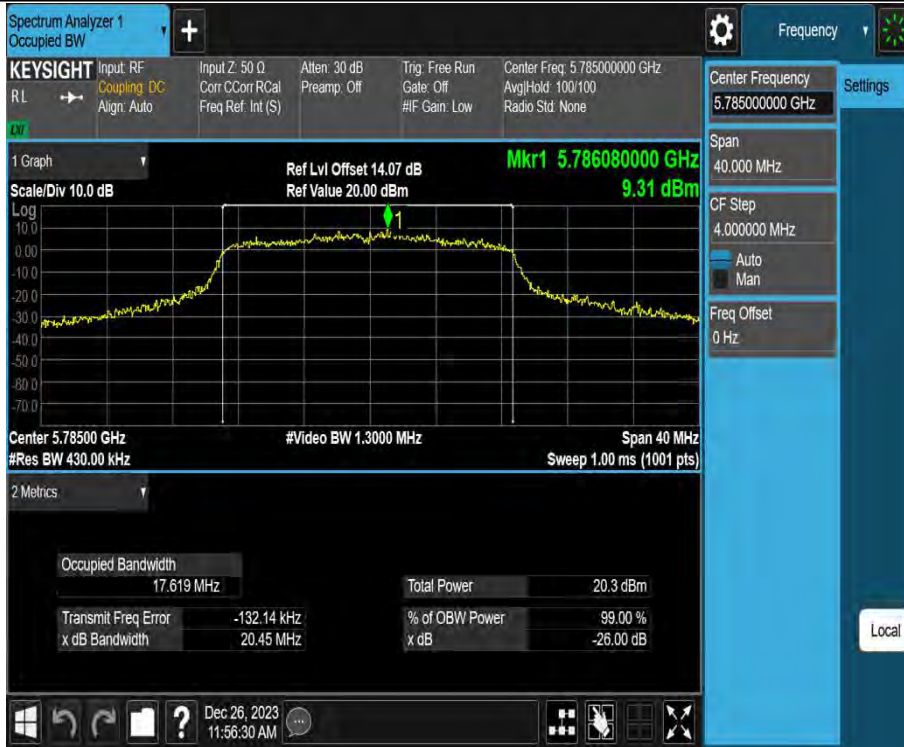 Spectrum Analyzer 1
Occupied BW
+
Frequency
KEYSIGHT
RL
LXI
Input: RF
Coupling: DC
Align: Auto
Input Z: 50 Ω
Corr CCorr RCal
Freq Ref: Int (S)
Atten: 30 dB
Preamp: Off
Trig: Free Run
Gate: Off
#IF Gain: Low
Center Freq: 5.785000000 GHz
Avg|Hold: 100/100
Radio Std: None
Center Frequency
5.785000000 GHz
Settings
Span
40.000 MHz
CF Step
4.000000 MHz
Auto
Man
Freq Offset
0 Hz
Local
1 Graph
Scale/Div 10.0 dB
Ref Lvl Offset 14.07 dB
Ref Value 20.00 dBm
Mkr1 5.786080000 GHz
9.31 dBm
Log
10.0
0.00
-10.0
-20.0
-30.0
-40.0
-50.0
-60.0
-70.0
1
Center 5.78500 GHz
#Video BW 1.3000 MHz
Span 40 MHz
#Res BW 430.00 kHz
Sweep 1.00 ms (1001 pts)
2 Metrics
Occupied Bandwidth
17.619 MHz
Total Power 20.3 dBm
Transmit Freq Error -132.14 kHz
% of OBW Power 99.00 %
x dB Bandwidth 20.45 MHz
x dB -26.00 dB
?
Dec 26, 2023
11:56:30 AM